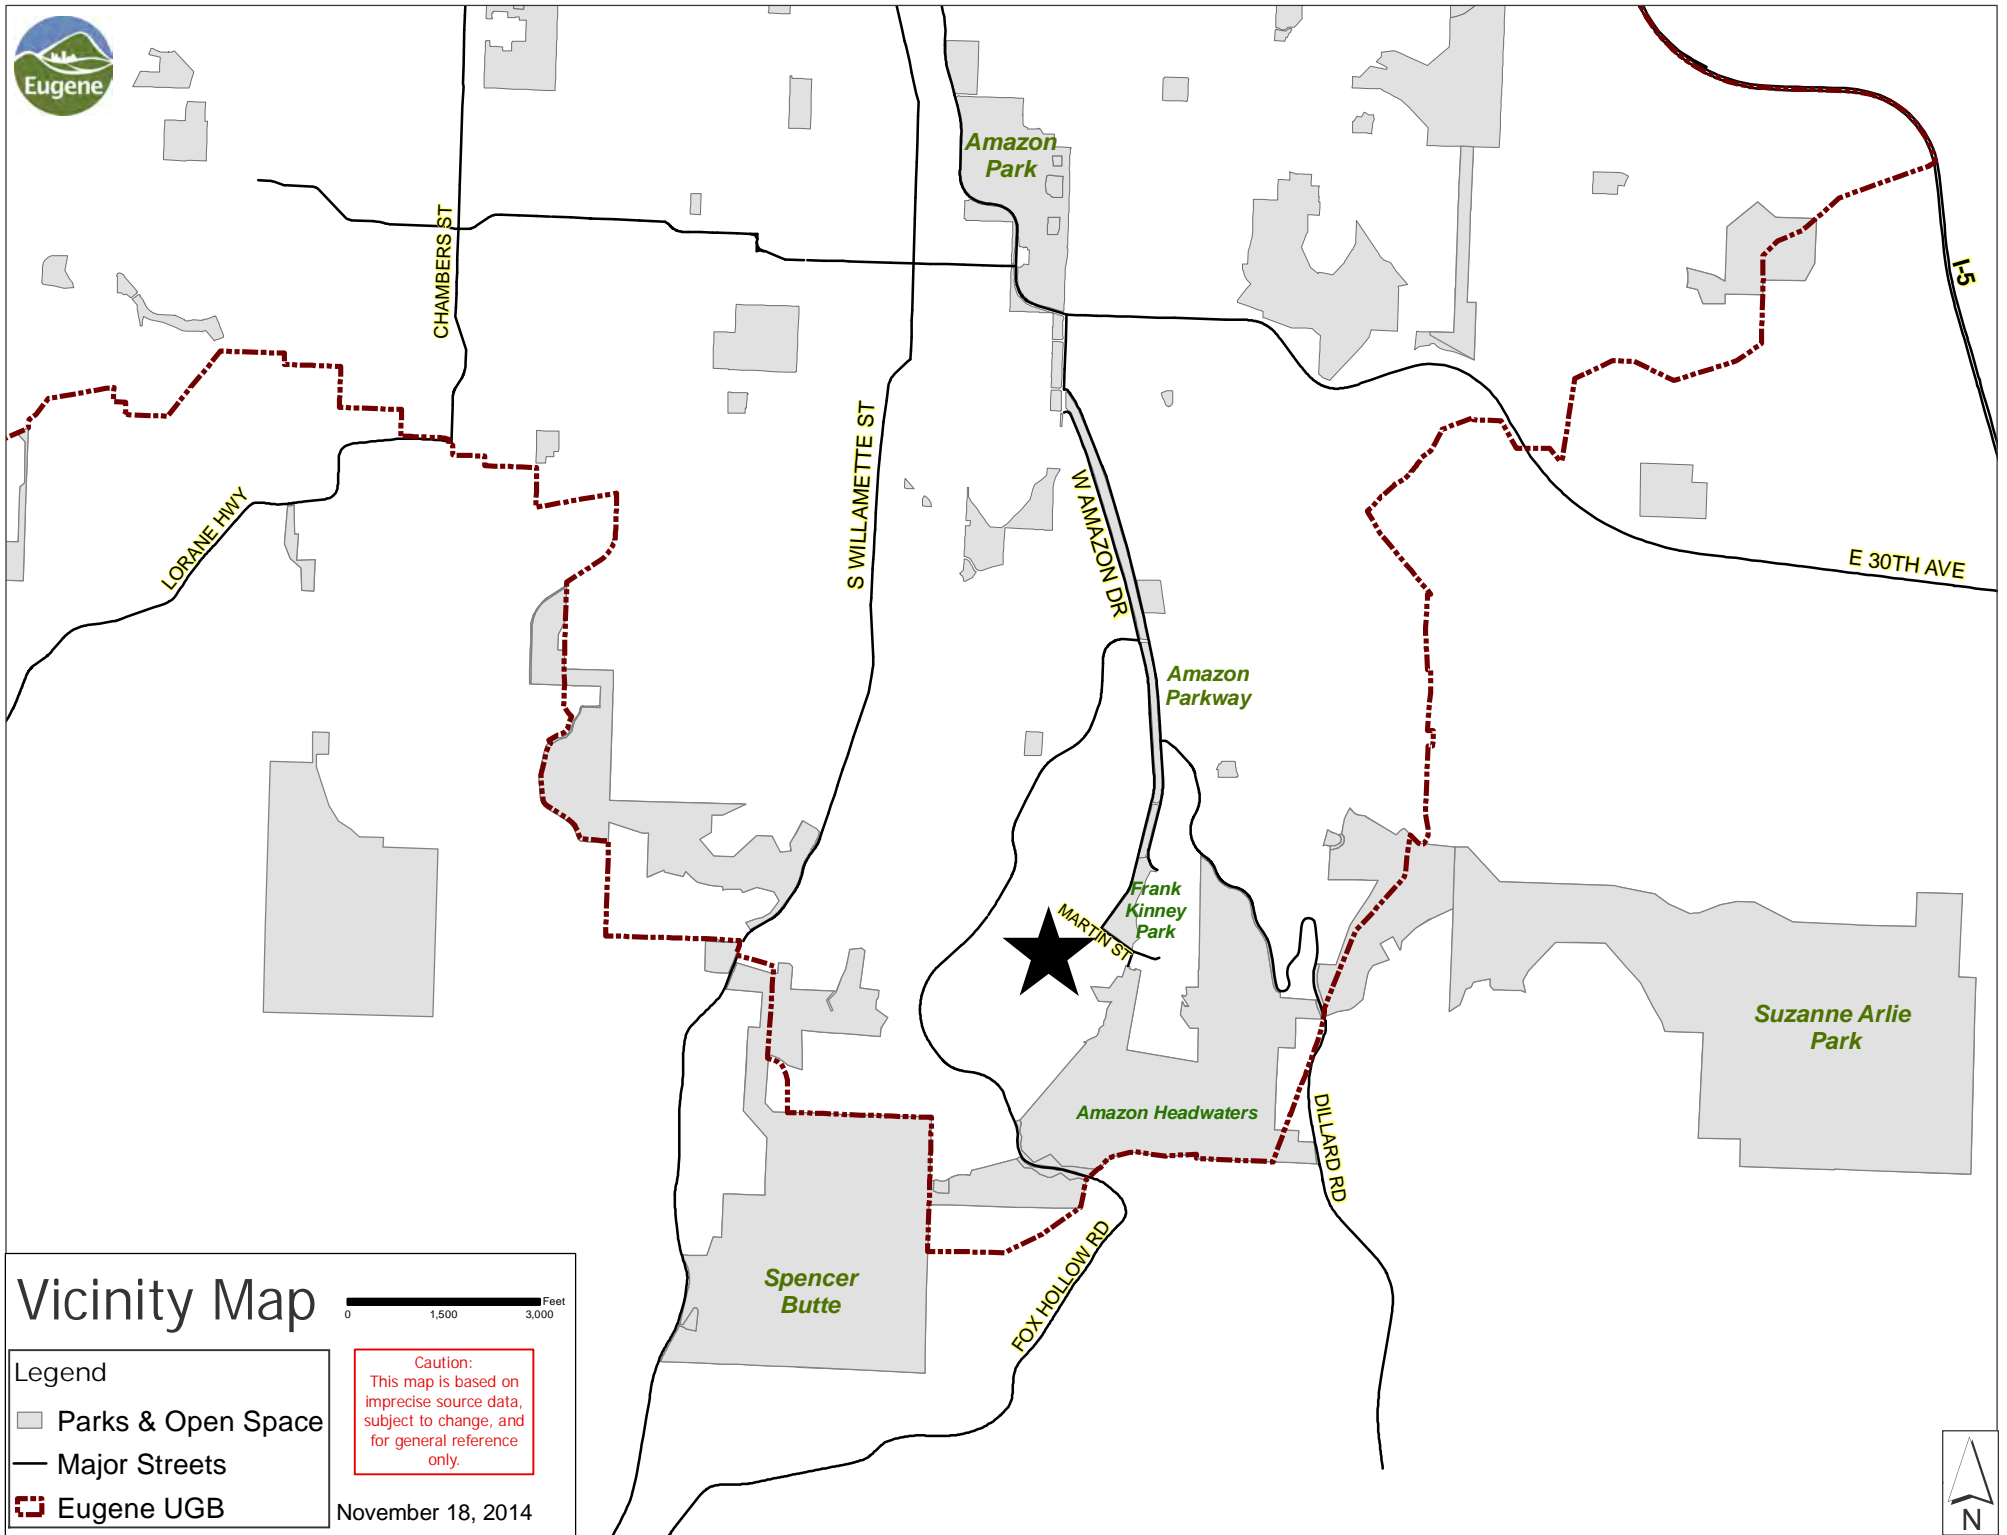 Eugene
Amazon
Park
CHAMBERS ST
I-5
S WILLAMETTE ST
W AMAZON DR
LORANE HWY
E 30TH AVE
Amazon
Parkway
Frank
Kinney
Park
MARTIN ST
Suzanne Arlie
Park
Amazon Headwaters
DILLARD RD
Spencer
Butte
FOX HOLLOW RD
Vicinity Map
Feet
0 1,500 3,000
Legend
Parks & Open Space
Major Streets
Eugene UGB
Caution:
This map is based on
imprecise source data,
subject to change, and
for general reference
only.
November 18, 2014
N